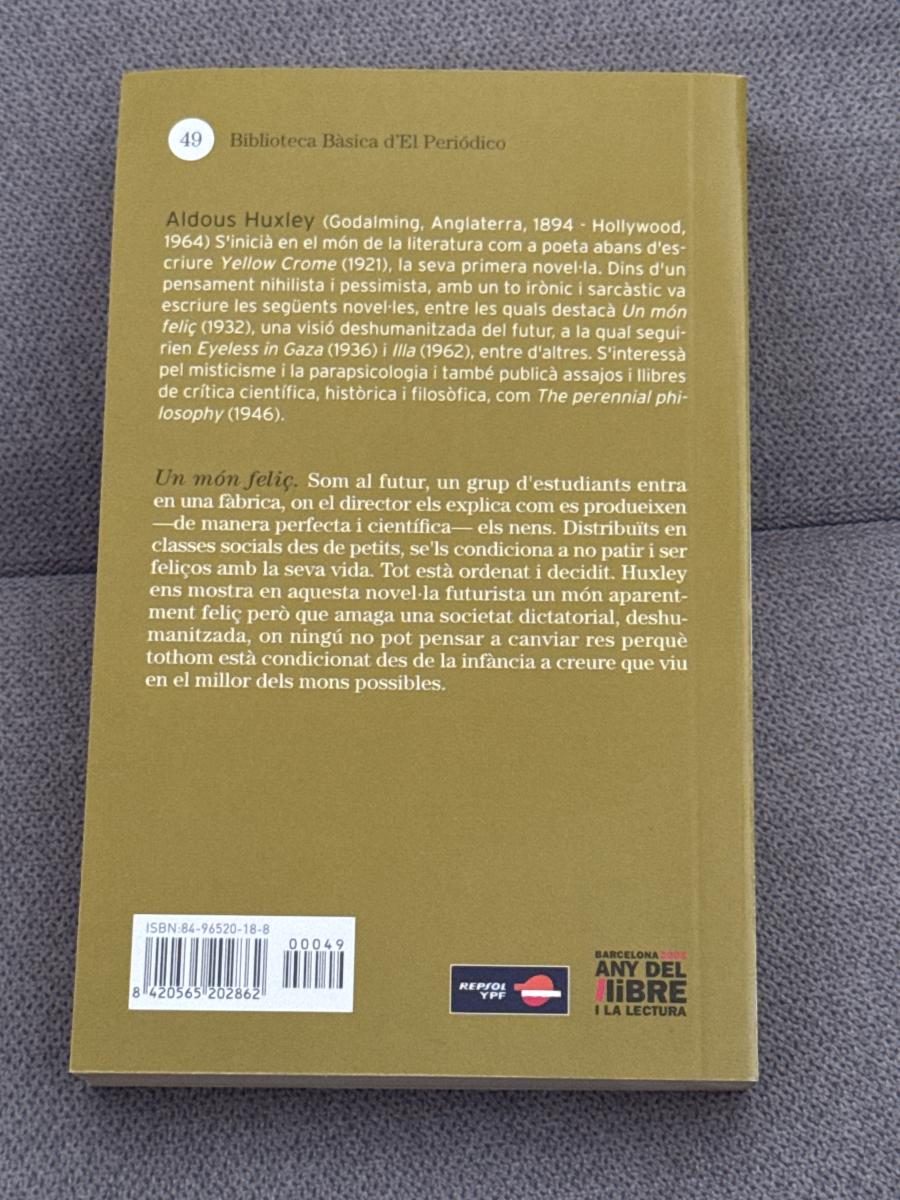 49 Biblioteca Bàsica d'El Periódico
Aldous Huxley (Godalming, Anglaterra, 1894 - Hollywood,
1964) S'inicià en el món de la literatura com a poeta abans d'es-
criure Yellow Crome (1921), la seva primera novel·la. Dins d'un
pensament nihilista i pessimista, amb un to irònic i sarcàstic va
escriure les següents novel·les, entre les quals destacà Un món
feliç (1932), una visió deshumanitzada del futur, a la qual segui-
rien Eyeless in Gaza (1936) i Illa (1962), entre d'altres. S'interessà
pel misticisme i la parapsicologia i també publicà assajos i llibres
de crítica científica, històrica i filosòfica, com The perennial phi-
losophy (1946).
Un món feliç. Som al futur, un grup d'estudiants entra
en una fàbrica, on el director els explica com es produeixen
—de manera perfecta i científica— els nens. Distribuïts en
classes socials des de petits, se'ls condiciona a no patir i ser
feliços amb la seva vida. Tot està ordenat i decidit. Huxley
ens mostra en aquesta novel·la futurista un món aparent-
ment feliç però que amaga una societat dictatorial, deshu-
manitzada, on ningú no pot pensar a canviar res perquè
tothom està condicionat des de la infància a creure que viu
en el millor dels mons possibles.
ISBN:84-96520-18-8
00049
8 420565 202862
REPSOL
YPF
BARCELONA 2005
ANY DEL
llIBRE
I LA LECTURA